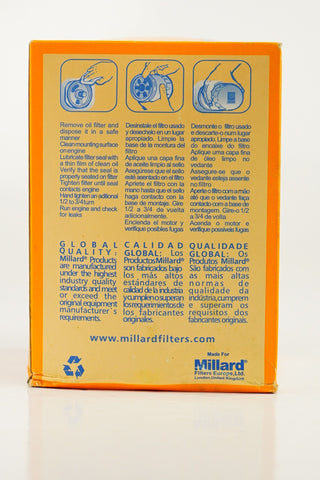 Remove oil filter and
dispose it in a safe
manner
Clean mounting surface
on engine
Lubricate filter seal with
a thin film of clean oil
Verify that the seal is
properly seated on filter
Tighten filter until seal
contacts engine
Hand tighten an aditional
1/2 to 3/4 turn
Run engine and check
for leaks
Desinstale el filtro usado
y desechelo en un lugar
apropiado. Limpie la
base de la montura del
filtro
Aplique una capa fina
de aceite limpio al sello.
Asegúrese que el sello
esté asentado en el filtro
Apriete el filtro con la
mano hasta que su sello
haga contacto con la
base de montaje. Gire
1/2 a 3/4 de vuelta
adicionalmente.
Encienda el motor y
verifique posibles fugas
Desmonte o filtro usado
e descarte-o num lugar
apropriado. Limpe a base
do encaixe do filtro
Aplique uma capa fina
de óleo limpo no
vedante
Assegure-se que o
vedante esteja assente
no filtro
Aperte o filtro com a mão
até que o vedante faça
contato com a base de
montagem. Gire-o 1/2
a 3/4 de volta
Acenda o motor e
verifique possíveis fugas
GLOBAL
QUALITY:
Millard® Products
are manufactured
under the highest
industry quality
standards and meet
or exceed the
original equipment
manufacturer's
requirements.
CALIDAD
GLOBAL: Los
Productos Millard®
son fabricados bajo
los más altos
estándares de
calidad de la industria
y cumplen o superan
los requerimientos de
los fabricantes
originales.
QUALIDADE
GLOBAL: Os
Produtos Millard®
São fabricados com
as mais altas
normas de
qualidade da
indústria, cumprem
e superam os
requisitos dos
fabricantes originais.
www.millardfilters.com
Made For
Millard®
Filters Europe, Ltd.
London United Kingdom